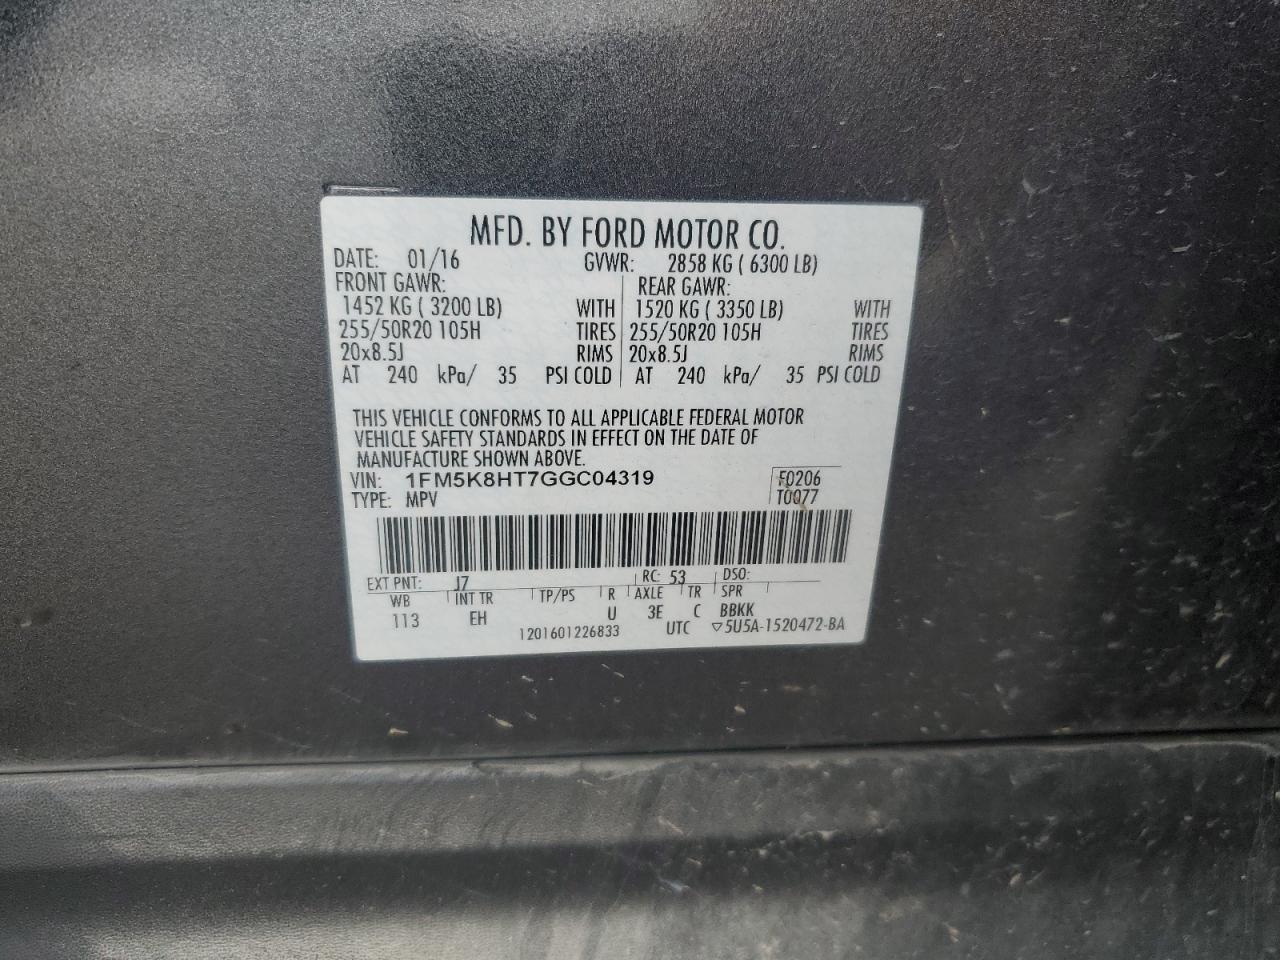 MFD. BY FORD MOTOR CO.
DATE: 01/16 GVWR: 2858 KG ( 6300 LB)
FRONT GAWR: REAR GAWR:
1452 KG ( 3200 LB) WITH 1520 KG ( 3350 LB) WITH
255/50R20 105H TIRES 255/50R20 105H TIRES
20x8.5J RIMS 20x8.5J RIMS
AT 240 kPa/ 35 PSI COLD AT 240 kPa/ 35 PSI COLD
THIS VEHICLE CONFORMS TO ALL APPLICABLE FEDERAL MOTOR
VEHICLE SAFETY STANDARDS IN EFFECT ON THE DATE OF
MANUFACTURE SHOWN ABOVE.
VIN: 1FM5K8HT7GGC04319 F0206
TYPE: MPV T0077
EXT PNT: J7 RC: 53 DSO:
WB INT TR TP/PS R AXLE TR SPR
113 EH U 3E C BBKK
1201601226833 UTC ▽5U5A-1520472-BA